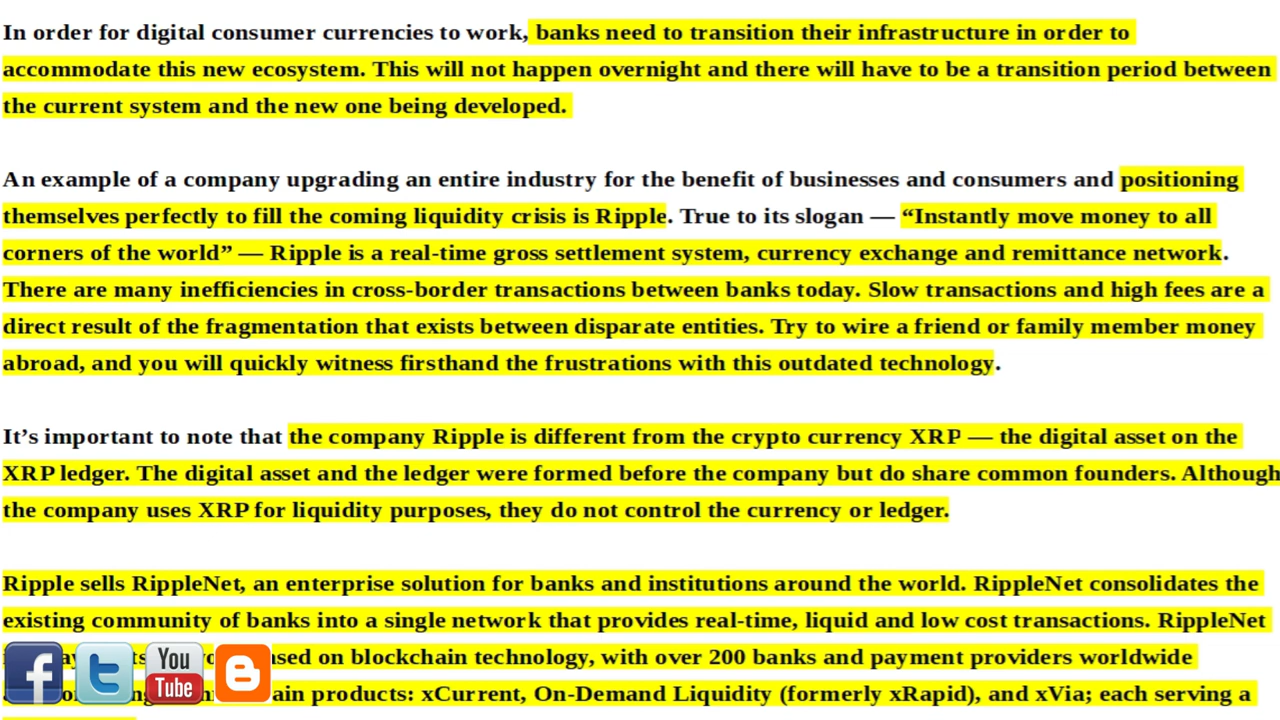 In order for digital consumer currencies to work, banks need to transition their infrastructure in order to
accommodate this new ecosystem. This will not happen overnight and there will have to be a transition period between
the current system and the new one being developed.
An example of a company upgrading an entire industry for the benefit of businesses and consumers and positioning
themselves perfectly to fill the coming liquidity crisis is Ripple. True to its slogan — “Instantly move money to all
corners of the world” — Ripple is a real-time gross settlement system, currency exchange and remittance network.
There are many inefficiencies in cross-border transactions between banks today. Slow transactions and high fees are a
direct result of the fragmentation that exists between disparate entities. Try to wire a friend or family member money
abroad, and you will quickly witness firsthand the frustrations with this outdated technology.
It’s important to note that the company Ripple is different from the crypto currency XRP — the digital asset on the
XRP ledger. The digital asset and the ledger were formed before the company but do share common founders. Although
the company uses XRP for liquidity purposes, they do not control the currency or ledger.
Ripple sells RippleNet, an enterprise solution for banks and institutions around the world. RippleNet consolidates the
existing community of banks into a single network that provides real-time, liquid and low cost transactions. RippleNet
on blockchain technology, with over 200 banks and payment providers worldwide
products: xCurrent, On-Demand Liquidity (formerly xRapid), and xVia; each serving a
You
Tube